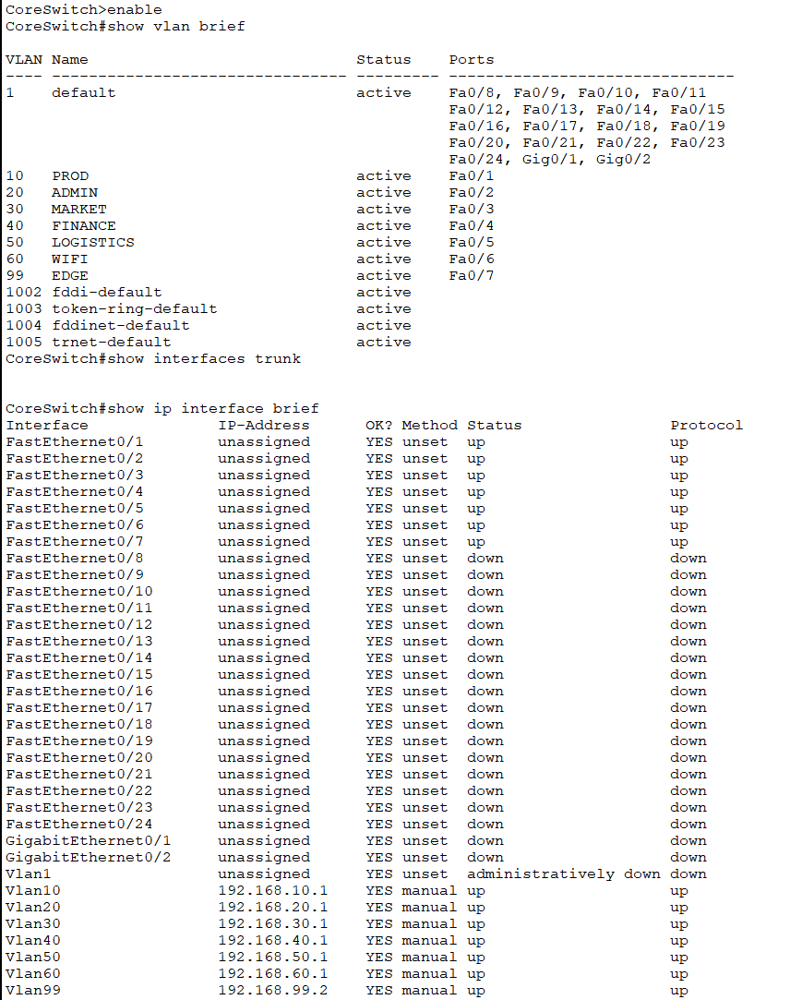 CoreSwitch>enable
CoreSwitch#show vlan brief
VLAN Name                             Status    Ports
---- -------------------------------- --------- -------------------------------
1    default                          active    Fa0/8, Fa0/9, Fa0/10, Fa0/11
                                                Fa0/12, Fa0/13, Fa0/14, Fa0/15
                                                Fa0/16, Fa0/17, Fa0/18, Fa0/19
                                                Fa0/20, Fa0/21, Fa0/22, Fa0/23
                                                Fa0/24, Gig0/1, Gig0/2
10   PROD                             active    Fa0/1
20   ADMIN                            active    Fa0/2
30   MARKET                           active    Fa0/3
40   FINANCE                          active    Fa0/4
50   LOGISTICS                        active    Fa0/5
60   WIFI                             active    Fa0/6
99   EDGE                             active    Fa0/7
1002 fddi-default                     active
1003 token-ring-default               active
1004 fddinet-default                  active
1005 trnet-default                    active
CoreSwitch#show interfaces trunk
CoreSwitch#show ip interface brief
Interface              IP-Address      OK? Method Status                Protocol
FastEthernet0/1        unassigned      YES unset  up                    up
FastEthernet0/2        unassigned      YES unset  up                    up
FastEthernet0/3        unassigned      YES unset  up                    up
FastEthernet0/4        unassigned      YES unset  up                    up
FastEthernet0/5        unassigned      YES unset  up                    up
FastEthernet0/6        unassigned      YES unset  up                    up
FastEthernet0/7        unassigned      YES unset  up                    up
FastEthernet0/8        unassigned      YES unset  down                  down
FastEthernet0/9        unassigned      YES unset  down                  down
FastEthernet0/10       unassigned      YES unset  down                  down
FastEthernet0/11       unassigned      YES unset  down                  down
FastEthernet0/12       unassigned      YES unset  down                  down
FastEthernet0/13       unassigned      YES unset  down                  down
FastEthernet0/14       unassigned      YES unset  down                  down
FastEthernet0/15       unassigned      YES unset  down                  down
FastEthernet0/16       unassigned      YES unset  down                  down
FastEthernet0/17       unassigned      YES unset  down                  down
FastEthernet0/18       unassigned      YES unset  down                  down
FastEthernet0/19       unassigned      YES unset  down                  down
FastEthernet0/20       unassigned      YES unset  down                  down
FastEthernet0/21       unassigned      YES unset  down                  down
FastEthernet0/22       unassigned      YES unset  down                  down
FastEthernet0/23       unassigned      YES unset  down                  down
FastEthernet0/24       unassigned      YES unset  down                  down
GigabitEthernet0/1     unassigned      YES unset  down                  down
GigabitEthernet0/2     unassigned      YES unset  down                  down
Vlan1                  unassigned      YES unset  administratively down down
Vlan10                 192.168.10.1    YES manual up                    up
Vlan20                 192.168.20.1    YES manual up                    up
Vlan30                 192.168.30.1    YES manual up                    up
Vlan40                 192.168.40.1    YES manual up                    up
Vlan50                 192.168.50.1    YES manual up                    up
Vlan60                 192.168.60.1    YES manual up                    up
Vlan99                 192.168.99.2    YES manual up                    up